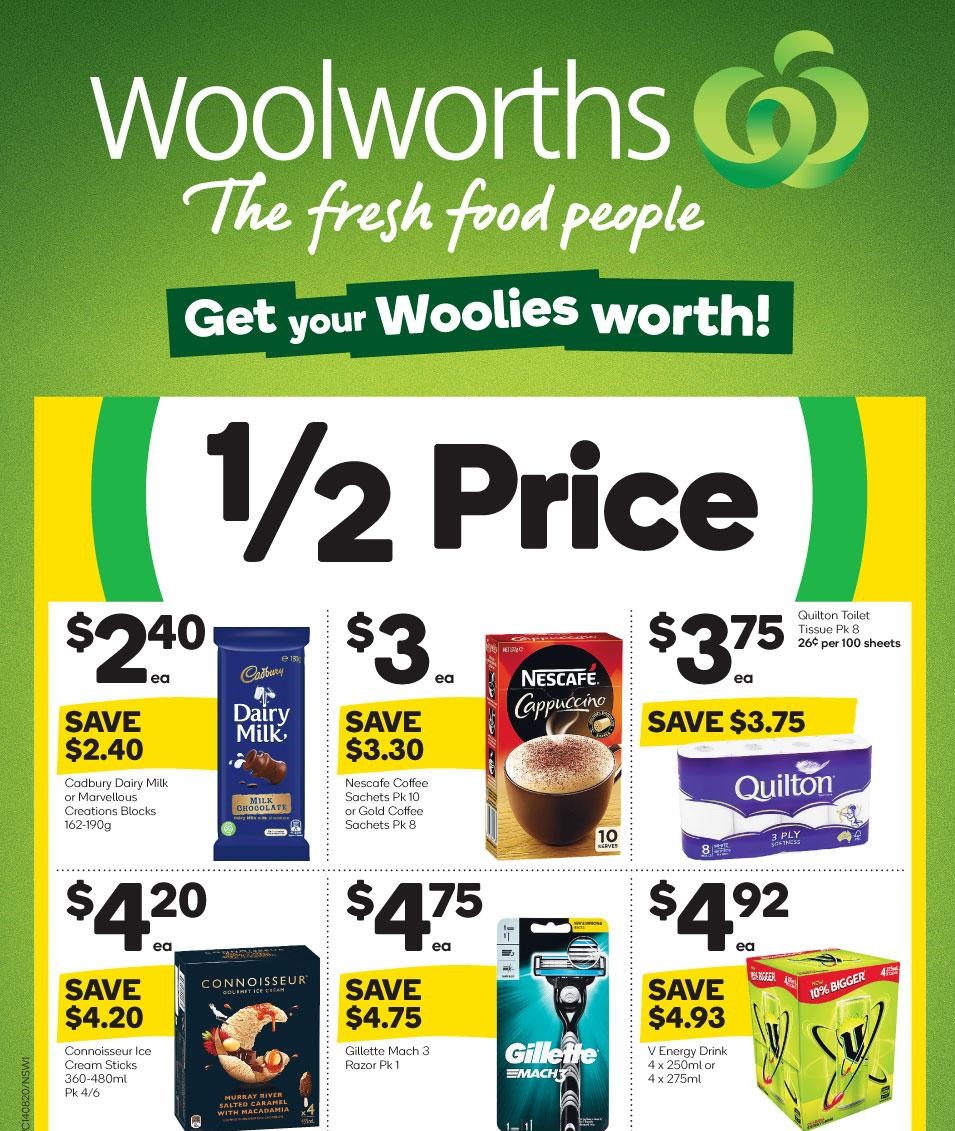 Woolworths
The fresh food people
Get your Woolies worth!
1/2 Price
$2 40 ea
SAVE
$2.40
Cadbury Dairy Milk
or Marvellous
Creations Blocks
162-190g
Cadbury
Dairy
Milk
MILK
CHOCOLATE
$3 ea
SAVE
$3.30
Nescafe Coffee
Sachets Pk 10
or Gold Coffee
Sachets Pk 8
Cappuccino
NESCAFÉ
Cappuccino
10
SERVES
$3 75 ea
Quilton Toilet
Tissue Pk 8
26¢ per 100 sheets
SAVE $3.75
Quilton
3 PLY
SOFTNESS
8
$4 20 ea
SAVE
$4.20
Connoisseur Ice
Cream Sticks
360-480ml
Pk 4/6
CONNOISSEUR
GOURMET ICE CREAM
MURRAY RIVER
SALTED CARAMEL
WITH MACADAMIA
x4
$4 75 ea
SAVE
$4.75
Gillette Mach 3
Razor Pk 1
Gillette
MACH3
$4 92 ea
SAVE
$4.93
V Energy Drink
4 x 250ml or
4 x 275ml
10% BIGGER
V
C140820/NSW1